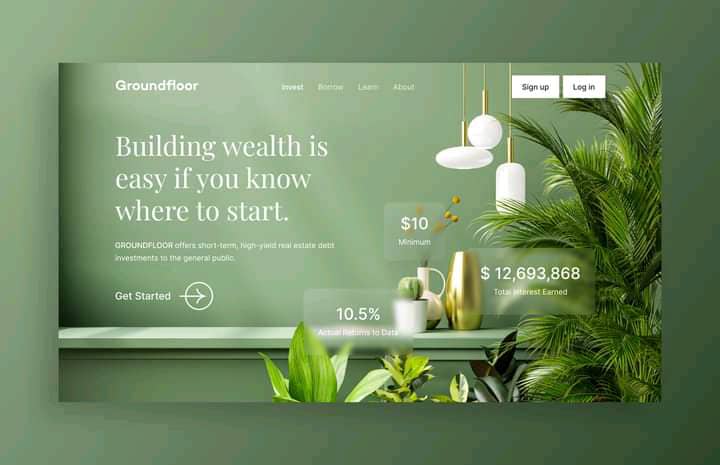 Groundfloor
Invest Borrow Learn About
Sign up Log in
Building wealth is
easy if you know
where to start.
GROUNDFLOOR offers short-term, high-yield real estate debt
investments to the general public.
Get Started
$10
Minimum
$ 12,693,868
Total Interest Earned
10.5%
Actual Returns to Data